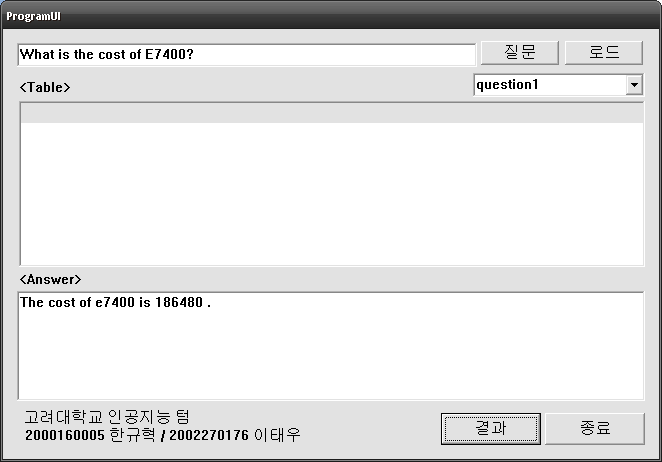 ProgramUI
What is the cost of E7400? 질문 로드
<Table> question1
<Answer>
The cost of e7400 is 186480 .
고려대학교 인공지능 텀
2000160005 한규혁 / 2002270176 이태우
결과 종료